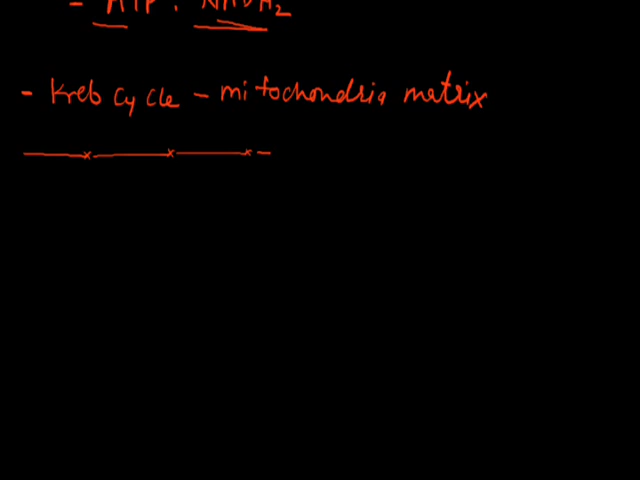 - ATP, NADH2
- Kreb Cycle - mitochondria matrix